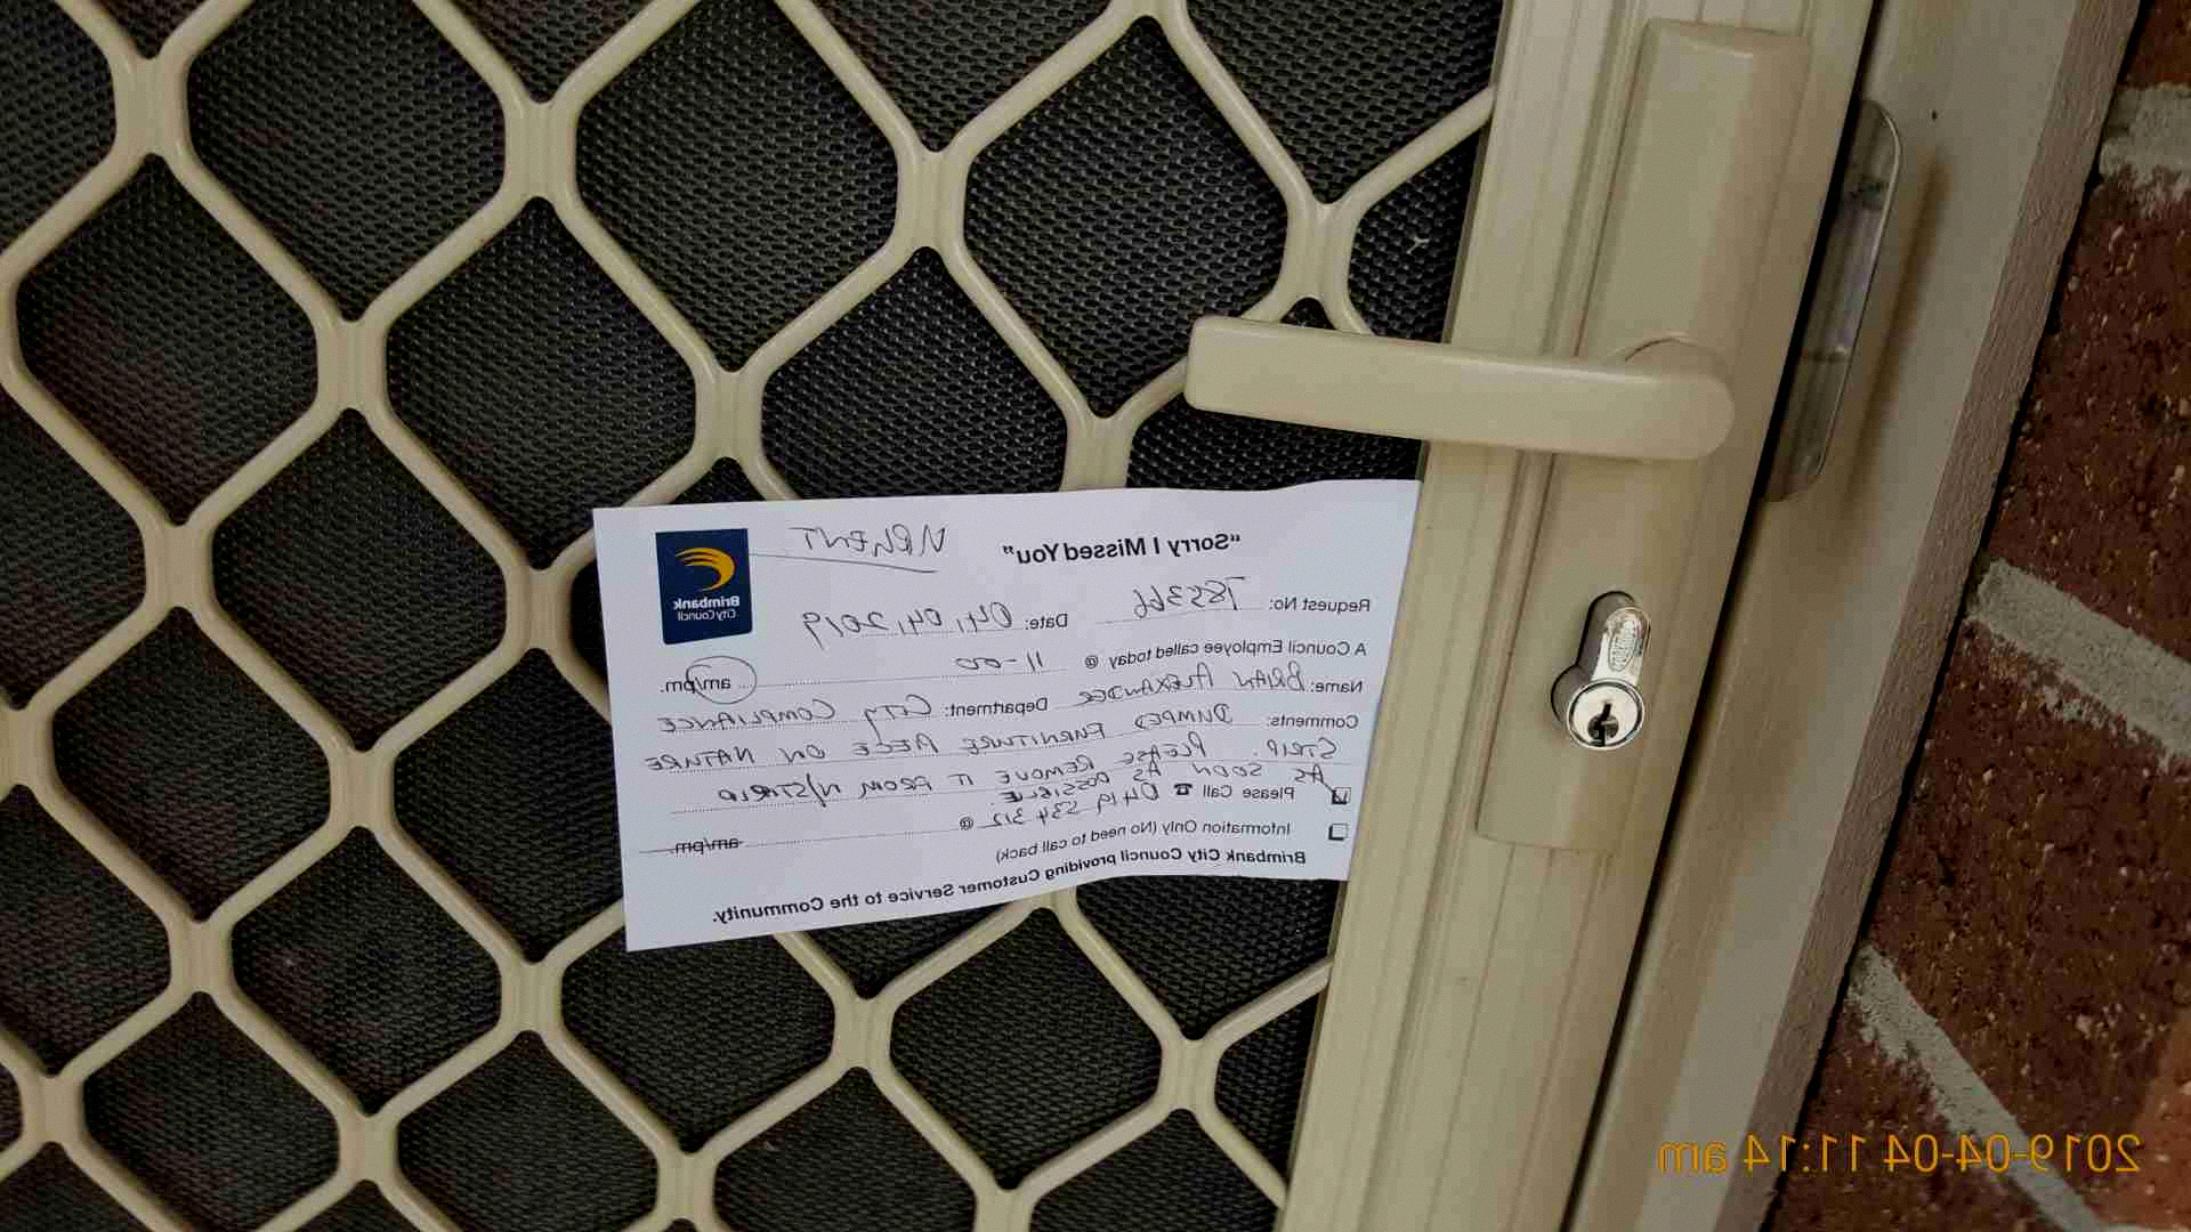 "Sorry I Missed You" URGENT
Brimbank
City Council
Request No: 785366 Date: 04,04,2019
A Council Employee called today @ 11-00 am/pm.
Name: BRIAN ALEXANDER Department: CITY COMPLIANCE
Comments: DUMPED FURNITURE PIECE ON NATURE
STRIP. PLEASE REMOVE IT FROM N/STRIP
AS SOON AS POSSIBLE.
Please Call ☎ 0419 534 312 @ am/pm.
Information Only (No need to call back)
Brimbank City Council providing Customer Service to the Community.
2019-04-04 11:14 am